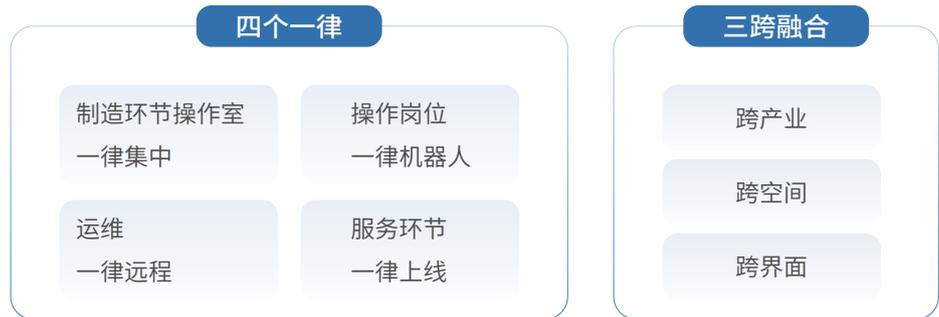 四个一律
制造环节操作室
一律集中
操作岗位
一律机器人
运维
一律远程
服务环节
一律上线
三跨融合
跨产业
跨空间
跨界面